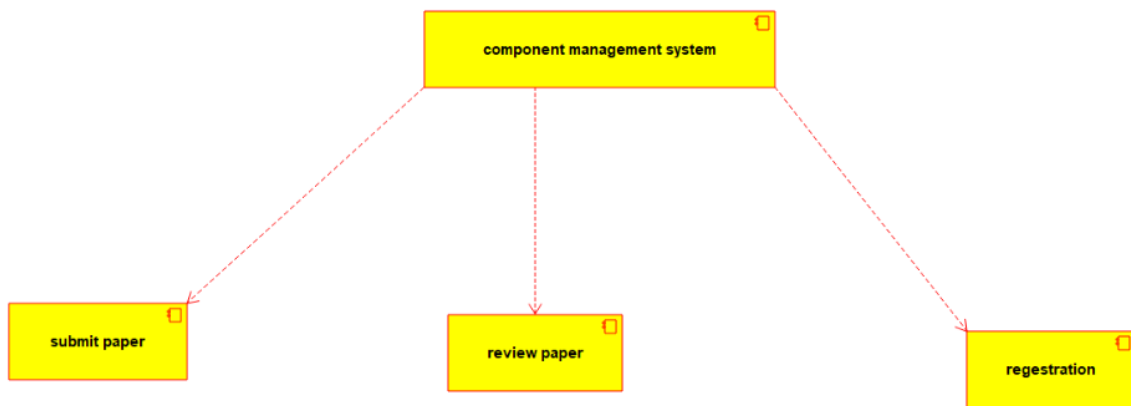 component management system
submit paper
review paper
regestration